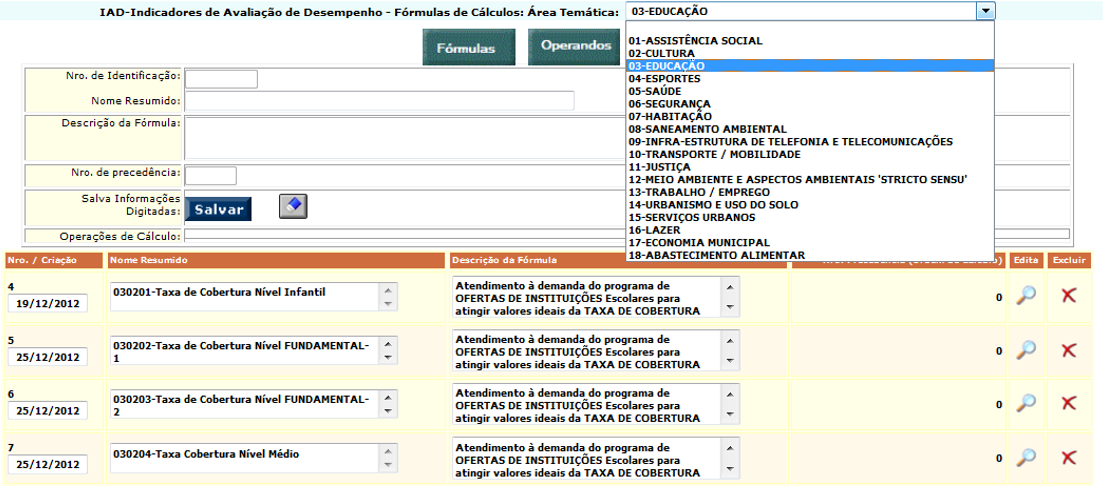 IAD-Indicadores de Avaliação de Desempenho - Fórmulas de Cálculos: Área Temática: 03-EDUCAÇÃO
01-ASSISTÊNCIA SOCIAL
02-CULTURA
03-EDUCAÇÃO
04-ESPORTES
05-SAÚDE
06-SEGURANÇA
07-HABITAÇÃO
08-SANEAMENTO AMBIENTAL
09-INFRA-ESTRUTURA DE TELEFONIA E TELECOMUNICAÇÕES
10-TRANSPORTE / MOBILIDADE
11-JUSTIÇA
12-MEIO AMBIENTE E ASPECTOS AMBIENTAIS 'STRICTO SENSU'
13-TRABALHO / EMPREGO
14-URBANISMO E USO DO SOLO
15-SERVIÇOS URBANOS
16-LAZER
17-ECONOMIA MUNICIPAL
18-ABASTECIMENTO ALIMENTAR
Fórmulas Operandos
Nro. de Identificação:
Nome Resumido:
Descrição da Fórmula:
Nro. de precedência:
Salva Informações
Digitadas: Salvar
Operações de Cálculo:
Nro. / Criação Nome Resumido Descrição da Fórmula Edita Excluir
4
19/12/2012
030201-Taxa de Cobertura Nível Infantil
Atendimento à demanda do programa de
OFERTAS DE INSTITUIÇÕES Escolares para
atingir valores ideais da TAXA DE COBERTURA
0
5
25/12/2012
030202-Taxa de Cobertura Nível FUNDAMENTAL-
1
Atendimento à demanda do programa de
OFERTAS DE INSTITUIÇÕES Escolares para
atingir valores ideais da TAXA DE COBERTURA
0
6
25/12/2012
030203-Taxa de Cobertura Nível FUNDAMENTAL-
2
Atendimento à demanda do programa de
OFERTAS DE INSTITUIÇÕES Escolares para
atingir valores ideais da TAXA DE COBERTURA
0
7
25/12/2012
030204-Taxa Cobertura Nível Médio
Atendimento à demanda do programa de
OFERTAS DE INSTITUIÇÕES Escolares para
atingir valores ideais da TAXA DE COBERTURA
0